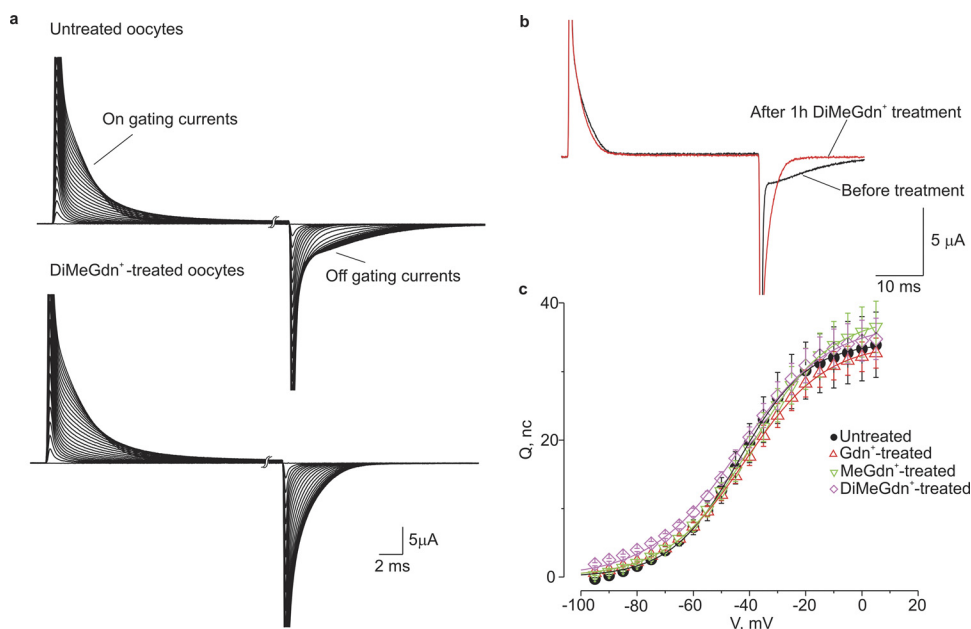 a
Untreated oocytes
On gating currents
Off gating currents
DiMeGdn⁺-treated oocytes
5μA
2 ms
b
After 1h DiMeGdn⁺ treatment
Before treatment
5 μA
10 ms
c
40
20
0
Q, nc
Untreated
Gdn⁺-treated
MeGdn⁺-treated
DiMeGdn⁺-treated
-100 -80 -60 -40 -20 0 20
V, mV